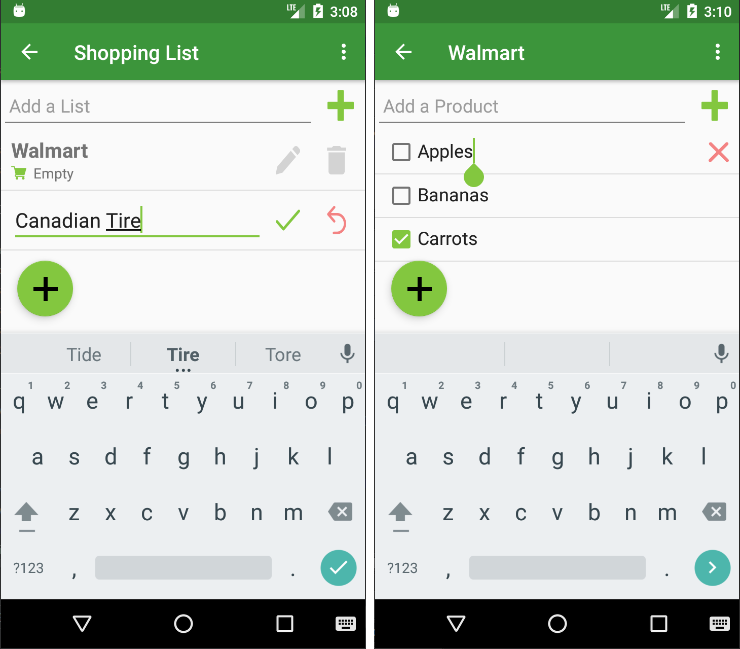 LTE 3:08
Shopping List
Add a List
Walmart
Empty
Canadian Tire
Tide Tire Tore
1 2 3 4 5 6 7 8 9 0
q w e r t y u i o p
a s d f g h j k l
z x c v b n m
?123 , .
LTE 3:10
Walmart
Add a Product
Apples
Bananas
Carrots
1 2 3 4 5 6 7 8 9 0
q w e r t y u i o p
a s d f g h j k l
z x c v b n m
?123 , .